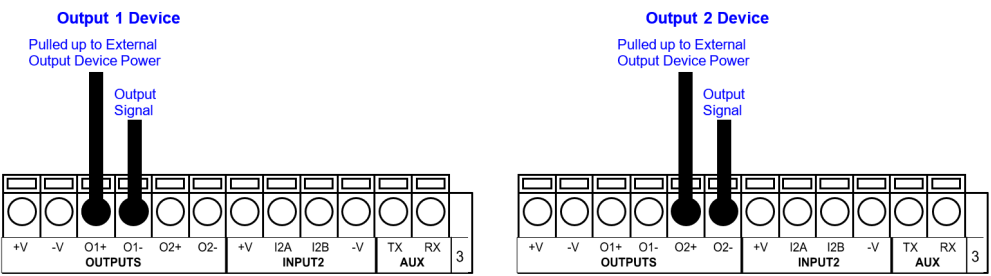 Output 1 Device
Pulled up to External
Output Device Power
Output
Signal
+V -V O1+ O1- O2+ O2- +V I2A I2B -V TX RX
OUTPUTS INPUT2 AUX 3
Output 2 Device
Pulled up to External
Output Device Power
Output
Signal
+V -V O1+ O1- O2+ O2- +V I2A I2B -V TX RX
OUTPUTS INPUT2 AUX 3